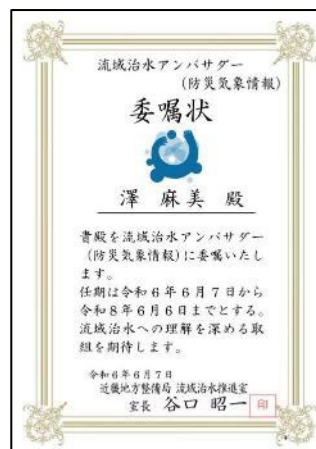 流域治水アンバサダー
(防災気象情報)
委嘱状
澤 麻美 殿
貴殿を流域治水アンバサダー
(防災気象情報)に委嘱いたし
ます。
任期は令和6年6月7日から
令和8年6月6日までとする。
流域治水への理解を深める取
組を期待します。
令和6年6月7日
近畿地方整備局 流域治水推進室
室長 谷口 昭一 印